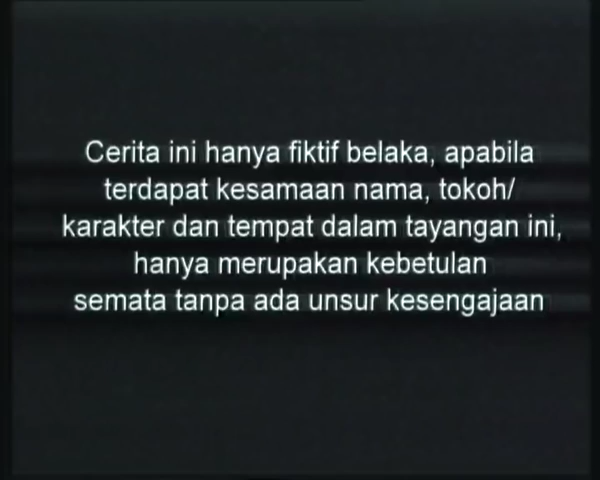 Cerita ini hanya fiktif belaka, apabila
terdapat kesamaan nama, tokoh/
karakter dan tempat dalam tayangan ini,
hanya merupakan kebetulan
semata tanpa ada unsur kesengajaan